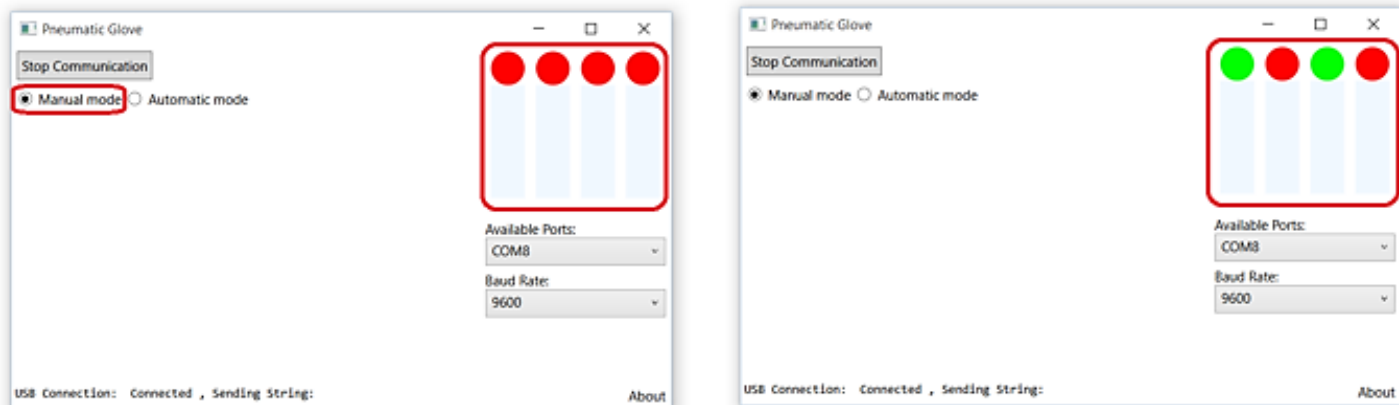 Pneumatic Glove
Stop Communication
Manual mode Automatic mode
Available Ports:
COM8
Baud Rate:
9600
USB Connection: Connected , Sending String:
About
Pneumatic Glove
Stop Communication
Manual mode Automatic mode
Available Ports:
COM8
Baud Rate:
9600
USB Connection: Connected , Sending String:
About